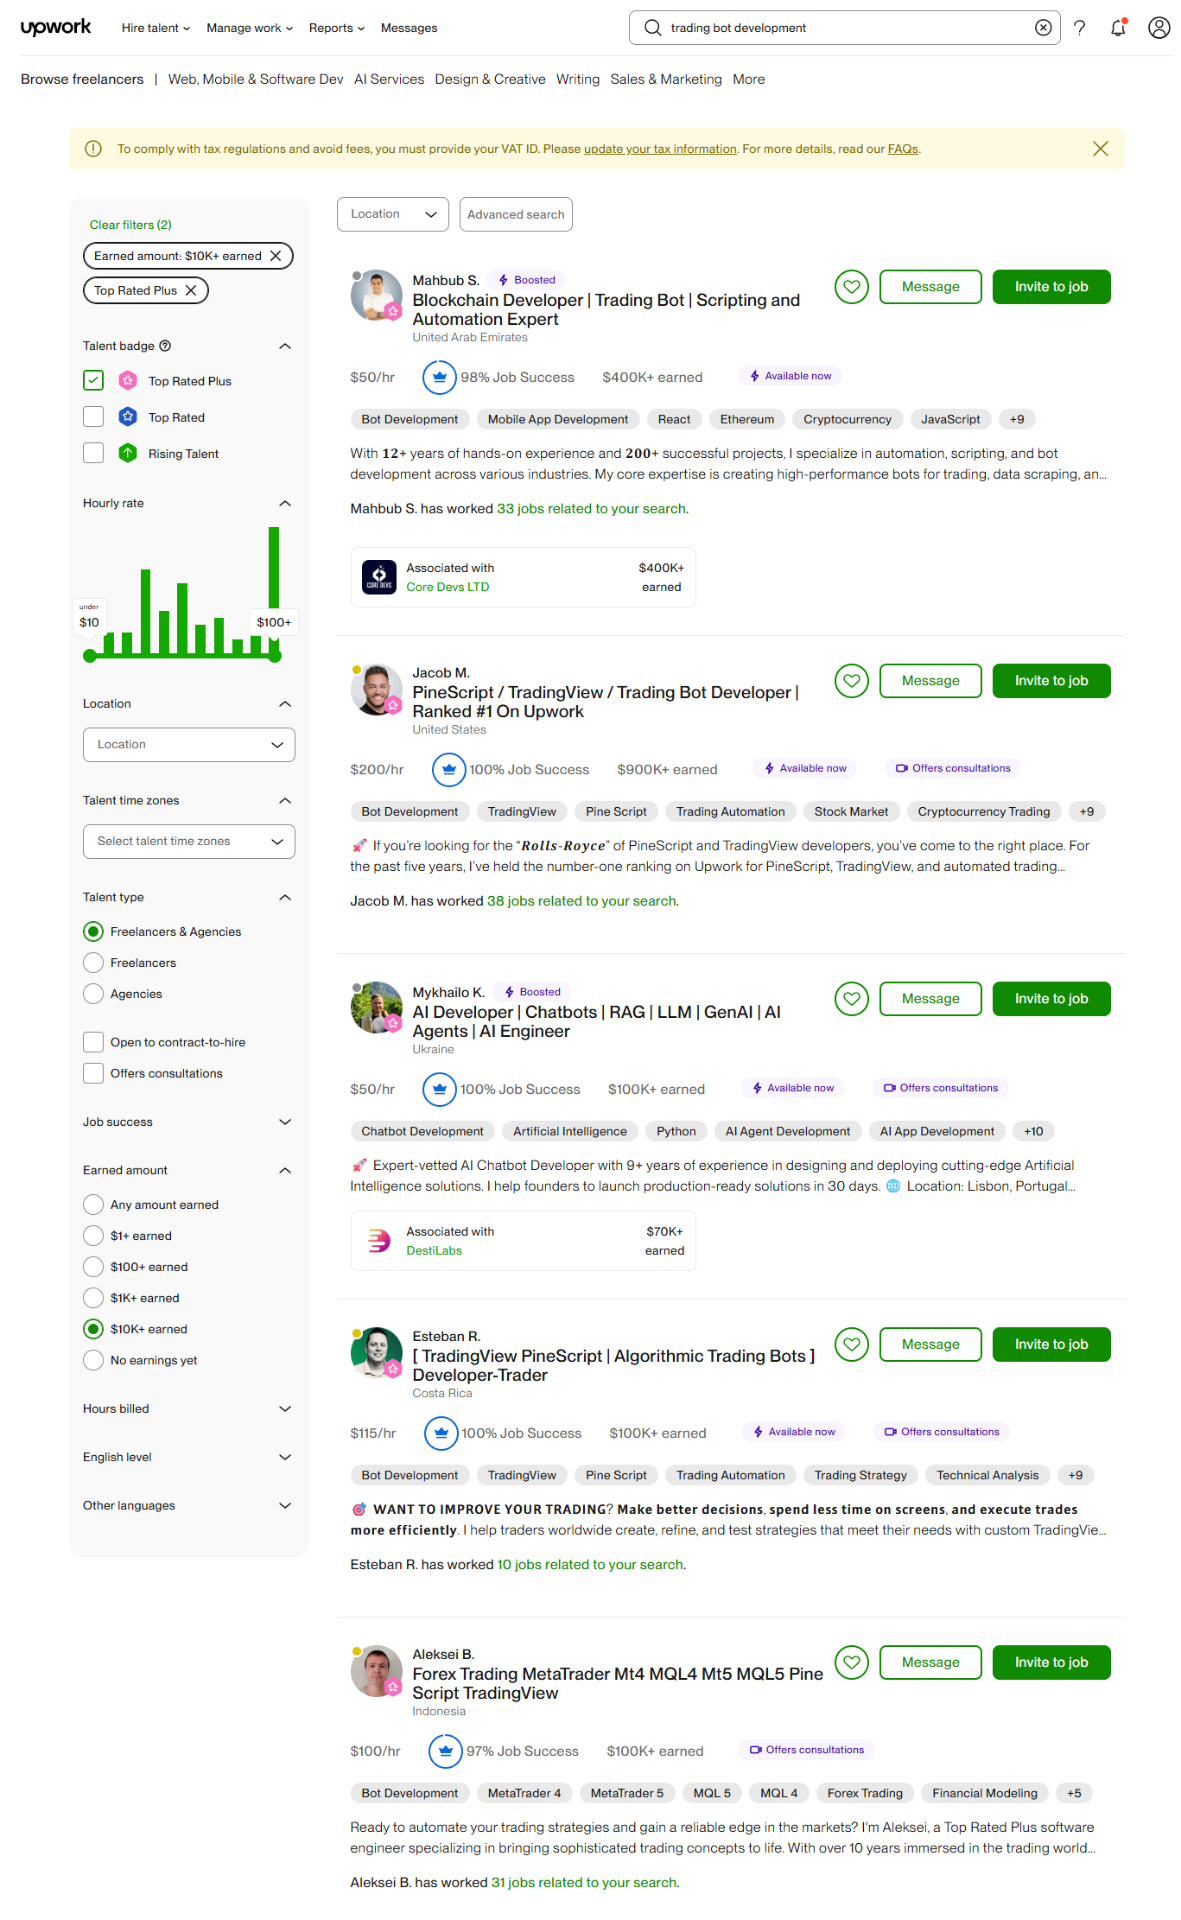 upwork
Hire talent
Manage work
Reports
Messages
trading bot development
Browse freelancers | Web, Mobile & Software Dev AI Services Design & Creative Writing Sales & Marketing More
To comply with tax regulations and avoid fees, you must provide your VAT ID. Please update your tax information. For more details, read our FAQs.
Clear filters (2)
Earned amount: $10K+ earned
Top Rated Plus
Talent badge
Top Rated Plus
Top Rated
Rising Talent
Hourly rate
under
$10
$100+
Location
Location
Talent time zones
Select talent time zones
Talent type
Freelancers & Agencies
Freelancers
Agencies
Open to contract-to-hire
Offers consultations
Job success
Earned amount
Any amount earned
$1+ earned
$100+ earned
$1K+ earned
$10K+ earned
No earnings yet
Hours billed
English level
Other languages
Location
Advanced search
Mahbub S. Boosted
Blockchain Developer | Trading Bot | Scripting and
Automation Expert
United Arab Emirates
Message
Invite to job
$50/hr 98% Job Success $400K+ earned Available now
Bot Development Mobile App Development React Ethereum Cryptocurrency JavaScript +9
With 12+ years of hands-on experience and 200+ successful projects, I specialize in automation, scripting, and bot
development across various industries. My core expertise is creating high-performance bots for trading, data scraping, an...
Mahbub S. has worked 33 jobs related to your search.
CORE DEVS
Associated with
Core Devs LTD
$400K+
earned
Jacob M.
PineScript / TradingView / Trading Bot Developer |
Ranked #1 On Upwork
United States
Message
Invite to job
$200/hr 100% Job Success $900K+ earned Available now Offers consultations
Bot Development TradingView Pine Script Trading Automation Stock Market Cryptocurrency Trading +9
🚀 If you're looking for the “Rolls-Royce” of PineScript and TradingView developers, you've come to the right place. For
the past five years, I've held the number-one ranking on Upwork for PineScript, TradingView, and automated trading...
Jacob M. has worked 38 jobs related to your search.
Mykhailo K. Boosted
AI Developer | Chatbots | RAG | LLM | GenAI | AI
Agents | AI Engineer
Ukraine
Message
Invite to job
$50/hr 100% Job Success $100K+ earned Available now Offers consultations
Chatbot Development Artificial Intelligence Python AI Agent Development AI App Development +10
🚀 Expert-vetted AI Chatbot Developer with 9+ years of experience in designing and deploying cutting-edge Artificial
Intelligence solutions. I help founders to launch production-ready solutions in 30 days. 🌐 Location: Lisbon, Portugal...
Associated with
DestiLabs
$70K+
earned
Esteban R.
[ TradingView PineScript | Algorithmic Trading Bots ]
Developer-Trader
Costa Rica
Message
Invite to job
$115/hr 100% Job Success $100K+ earned Available now Offers consultations
Bot Development TradingView Pine Script Trading Automation Trading Strategy Technical Analysis +9
🎯 WANT TO IMPROVE YOUR TRADING? Make better decisions, spend less time on screens, and execute trades
more efficiently. I help traders worldwide create, refine, and test strategies that meet their needs with custom TradingVie...
Esteban R. has worked 10 jobs related to your search.
Aleksei B.
Forex Trading MetaTrader Mt4 MQL4 Mt5 MQL5 Pine
Script TradingView
Indonesia
Message
Invite to job
$100/hr 97% Job Success $100K+ earned Offers consultations
Bot Development MetaTrader 4 MetaTrader 5 MQL 5 MQL 4 Forex Trading Financial Modeling +5
Ready to automate your trading strategies and gain a reliable edge in the markets? I'm Aleksei, a Top Rated Plus software
engineer specializing in bringing sophisticated trading concepts to life. With over 10 years immersed in the trading world...
Aleksei B. has worked 31 jobs related to your search.